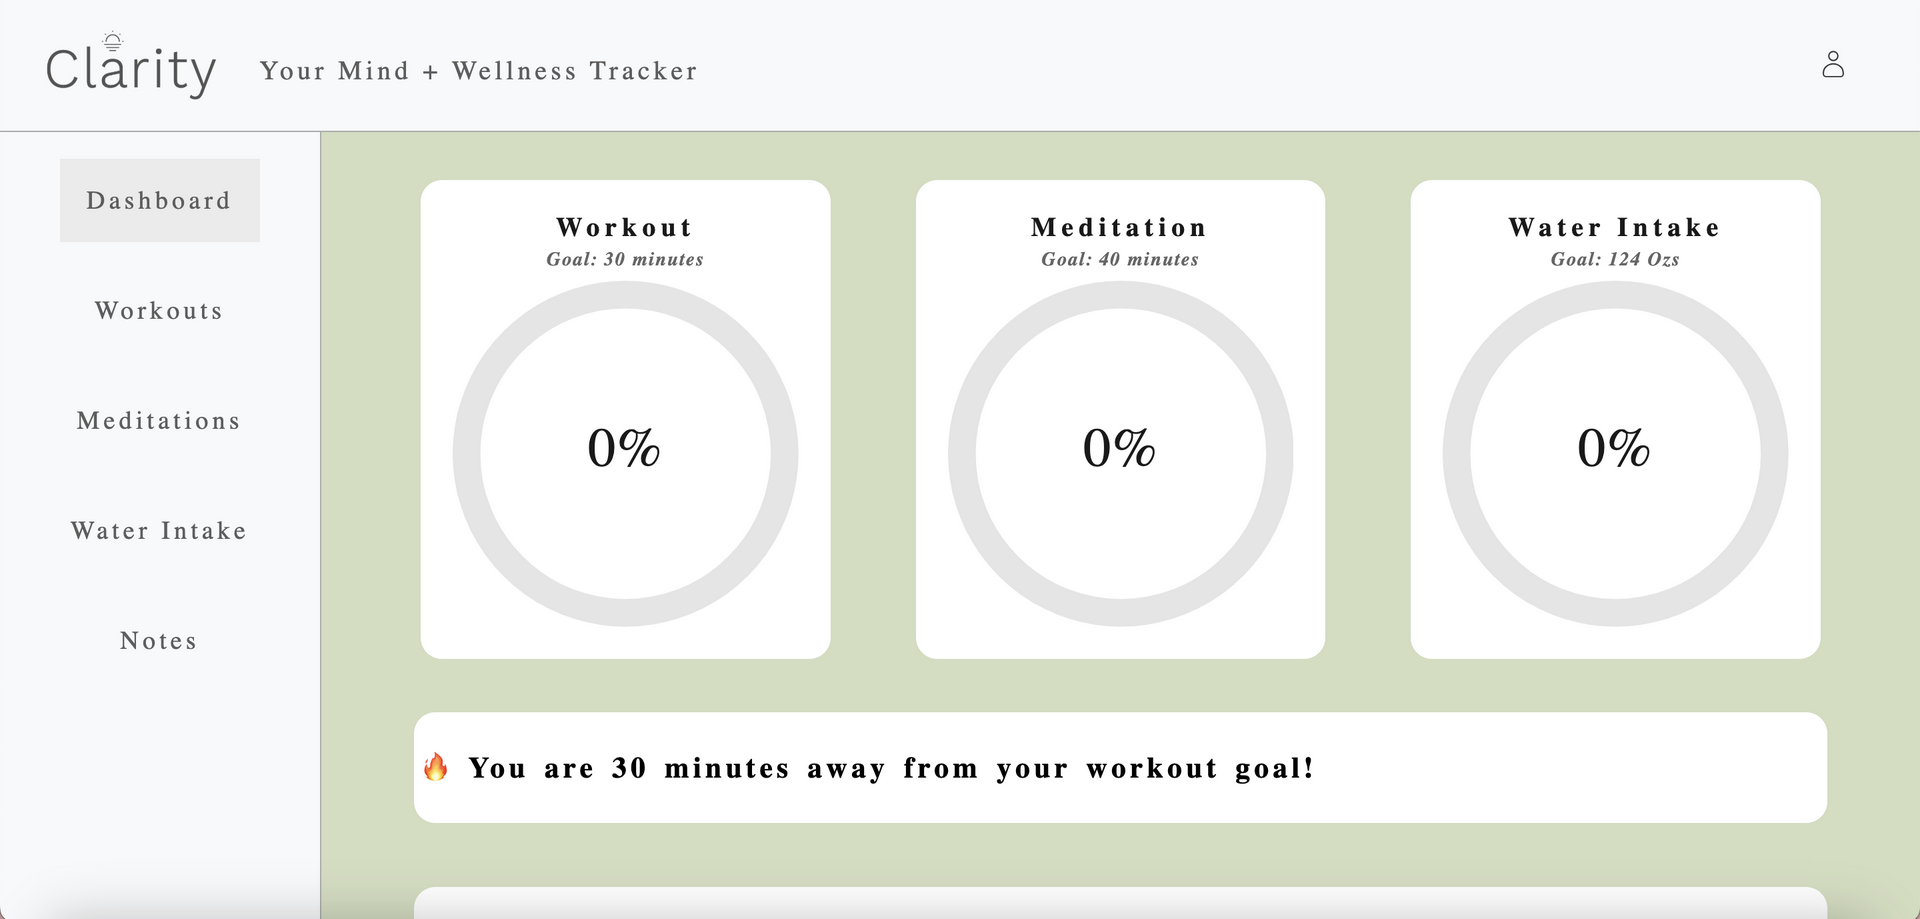 Clarity
Your Mind + Wellness Tracker
Dashboard
Workouts
Meditations
Water Intake
Notes
Workout
Goal: 30 minutes
0%
Meditation
Goal: 40 minutes
0%
Water Intake
Goal: 124 Ozs
0%
🔥 You are 30 minutes away from your workout goal!